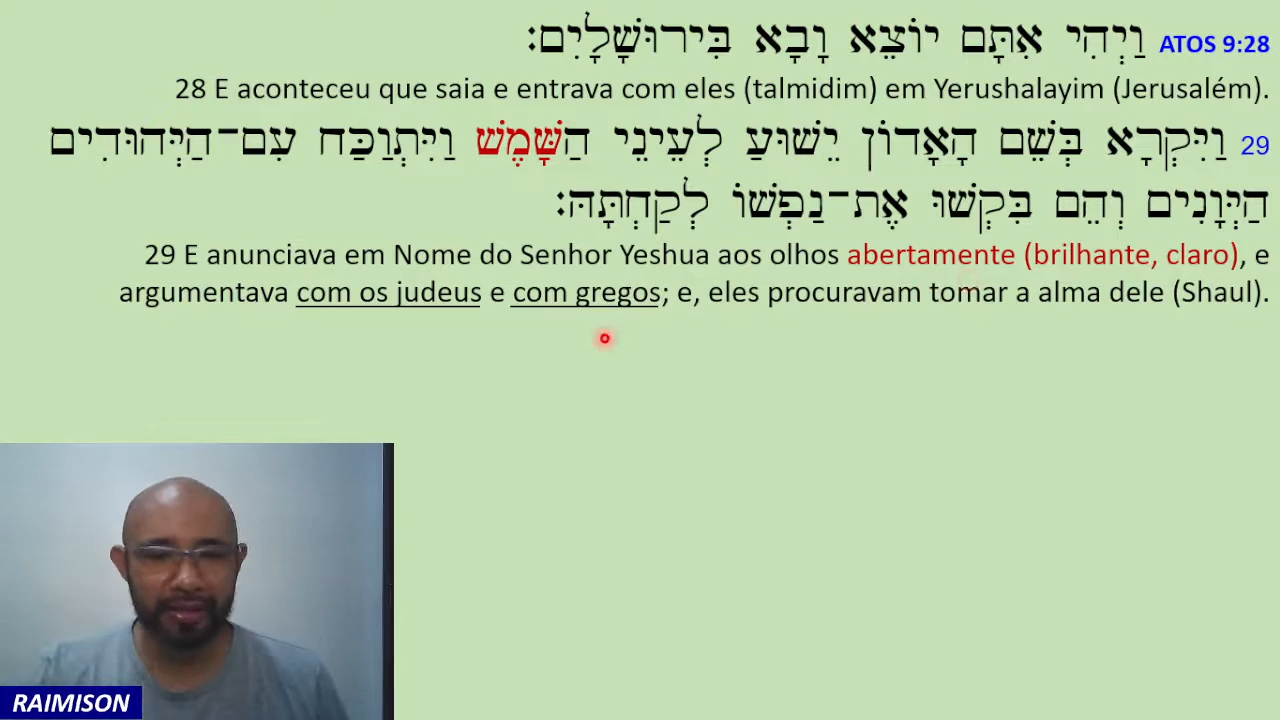 ATOS 9:28 וַיְהִי אִתָּם יוֹצֵא וָבָא בִּירוּשָׁלָיִם׃
28 E aconteceu que saia e entrava com eles (talmidim) em Yerushalayim (Jerusalém).
29 וַיִּקְרָא בְּשֵׁם הָאָדוֹן יֵשׁוּעַ לְעֵינֵי הַשָּׁמֶשׁ וַיִּתְוַכַּח עִם־הַיְּהוּדִים
הַיְּוָנִים וְהֵם בִּקְשׁוּ אֶת־נַפְשׁוֹ לְקַחְתָּהּ׃
29 E anunciava em Nome do Senhor Yeshua aos olhos abertamente (brilhante, claro), e
argumentava com os judeus e com gregos; e, eles procuravam tomar a alma dele (Shaul).
RAIMISON